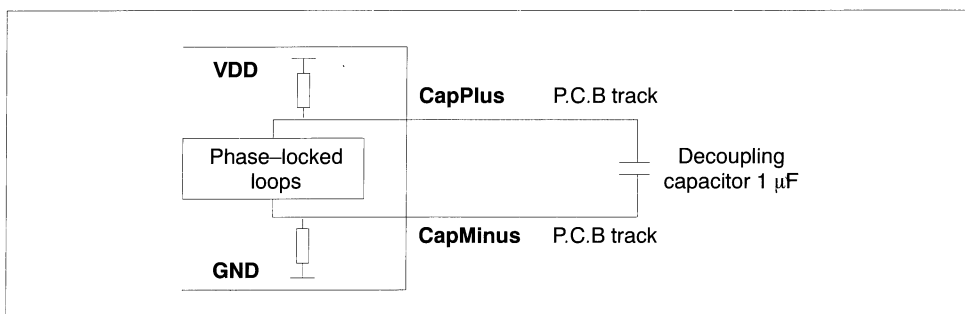 VDD
CapPlus P.C.B track
Phase–locked
loops
Decoupling
capacitor 1 µF
CapMinus P.C.B track
GND